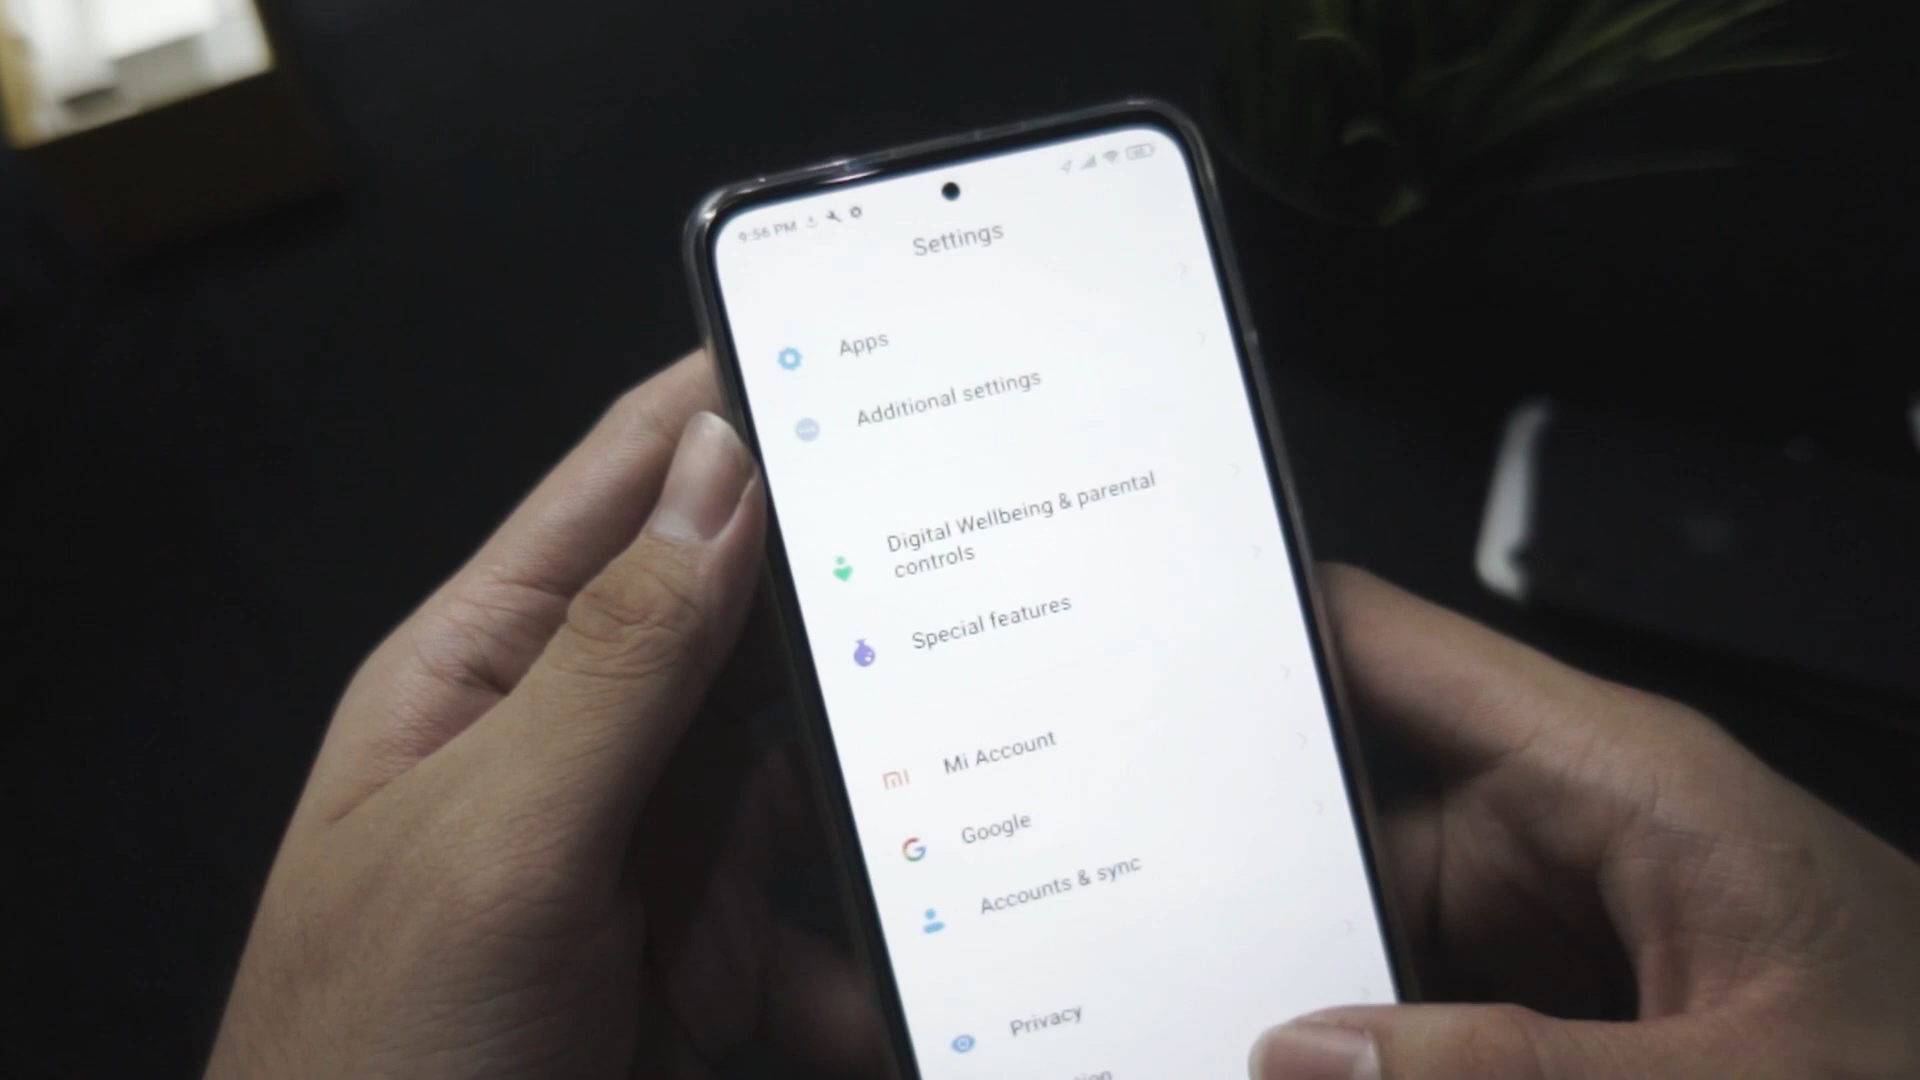 9:56 PM
Settings
Apps
Additional settings
Digital Wellbeing & parental
controls
Special features
Mi Account
Google
Accounts & sync
Privacy